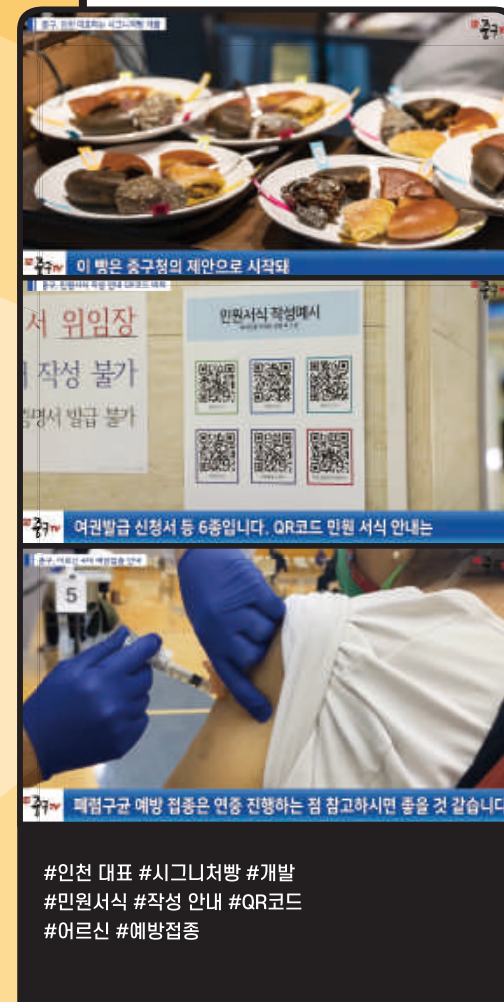 중구, 인천 대표하는 시그니처빵 개발
중구TV
이 빵은 중구청의 제안으로 시작돼
중구, 민원서식 작성 안내 QR코드 비치
서 위임장
작성 불가
증명서 발급 불가
민원서식 작성예시
중구TV
여권발급 신청서 등 6종입니다. QR코드 민원 서식 안내는
중구, 어르신 4대 예방접종 안내
5
중구TV
폐렴구균 예방 접종은 연중 진행하는 점 참고하시면 좋을 것 같습니다
#인천 대표 #시그니처빵 #개발
#민원서식 #작성 안내 #QR코드
#어르신 #예방접종